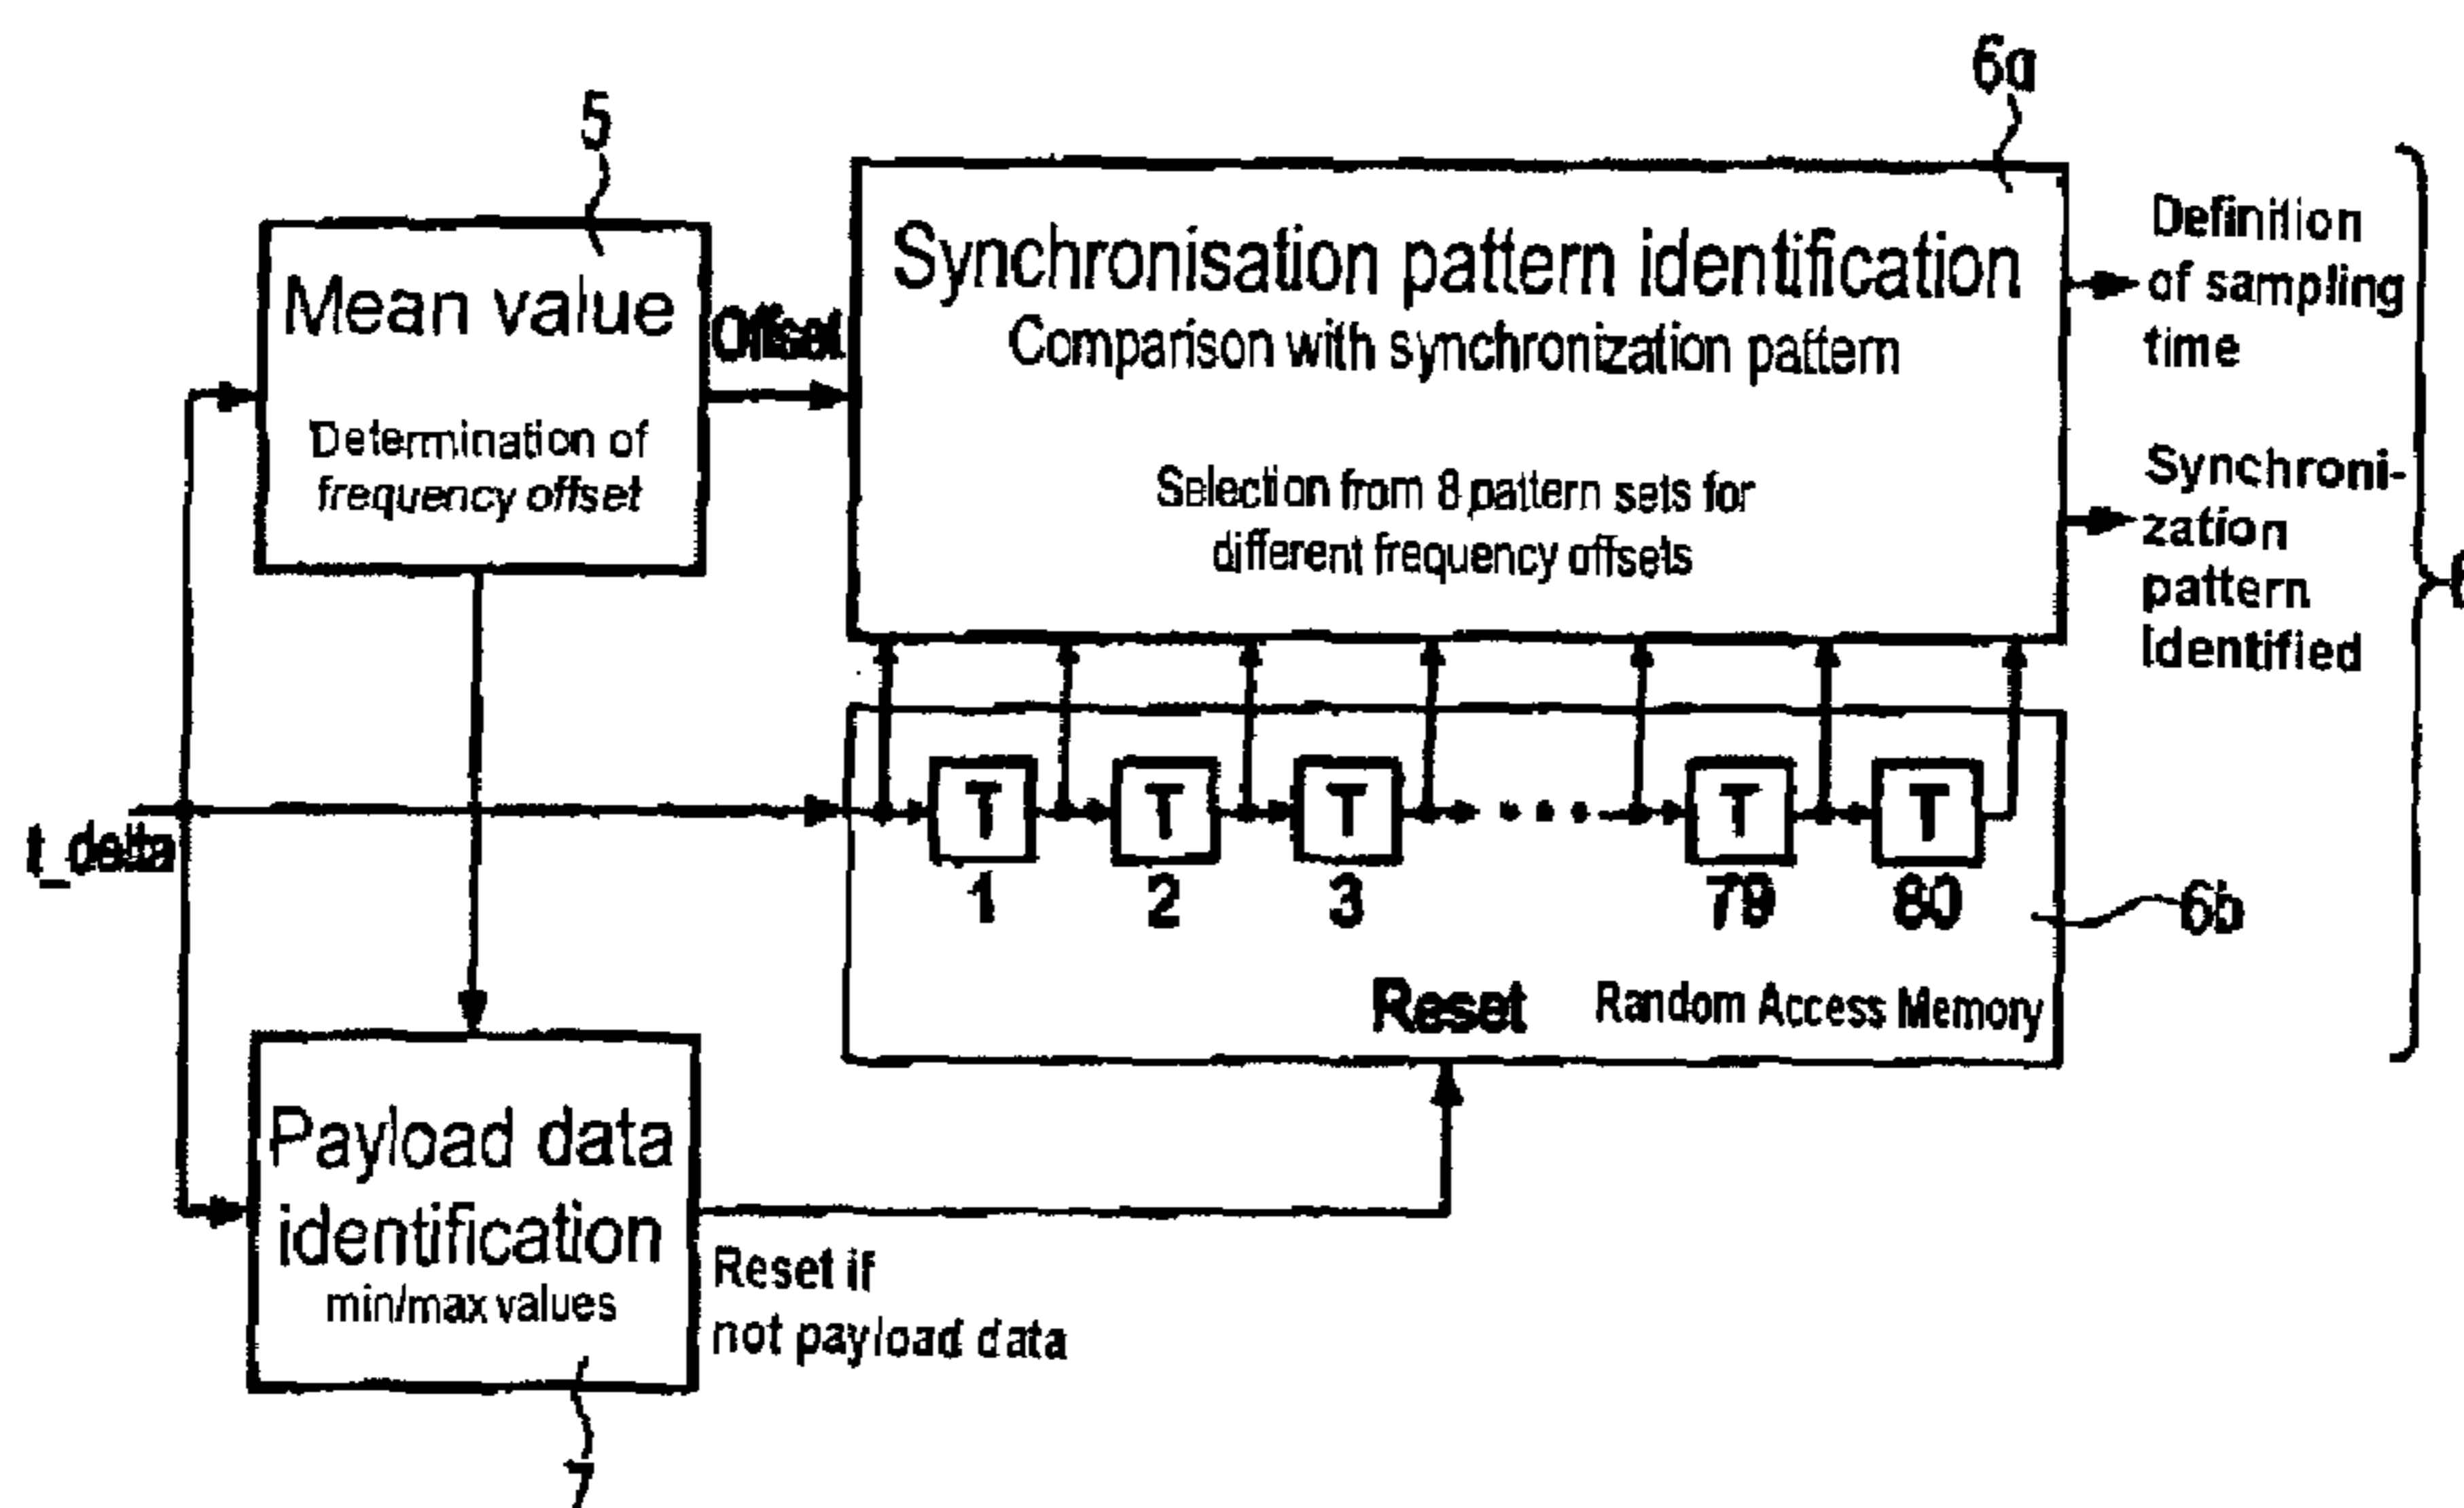 5
6a
Mean value
Determination of
frequency offset
Offset
Synchronisation pattern identification
Comparison with synchronization pattern
Selection from 8 pattern sets for
different frequency offsets
Definition
of sampling
time
Synchroni-
zation
pattern
identified
t_delta
T
T
T
T
T
1
2
3
79
80
6b
Reset
Random Access Memory
Payload data
identification
min/max values
Reset if
not payload data
7